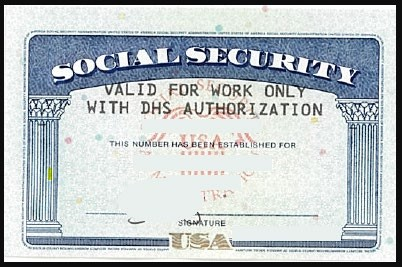 SOCIAL SECURITY
VALID FOR WORK ONLY
WITH DHS AUTHORIZATION
THIS NUMBER HAS BEEN ESTABLISHED FOR
SIGNATURE
USA